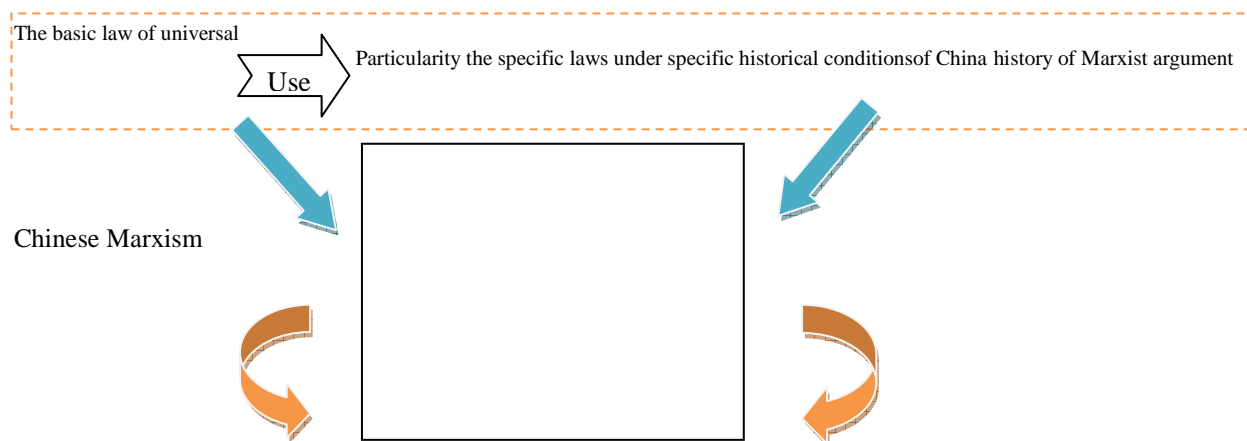 The basic law of universal
Use
Particularity the specific laws under specific historical conditionsof China history of Marxist argument
Chinese Marxism